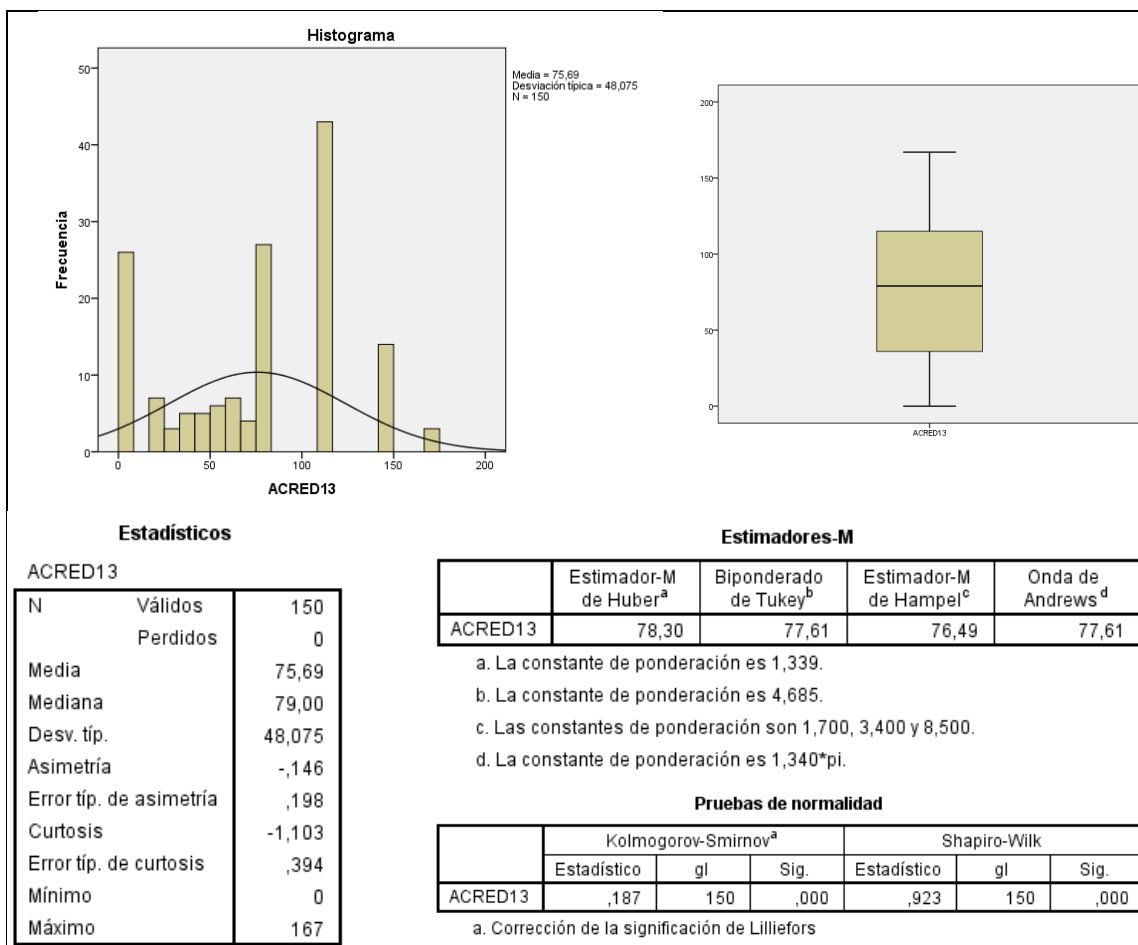 Histograma
Media = 75,69
Desviación típica = 48,075
N = 150
50
40
30
20
10
0
Frecuencia
0 50 100 150 200
ACRED13
200
150
100
50
0
ACRED13
Estadísticos
ACRED13
N Válidos 150
Perdidos 0
Media 75,69
Mediana 79,00
Desv. típ. 48,075
Asimetría -,146
Error típ. de asimetría ,198
Curtosis -1,103
Error típ. de curtosis ,394
Mínimo 0
Máximo 167
Estimadores-M
Estimador-M de Huberᵃ Biponderado de Tukeyᵇ Estimador-M de Hampelᶜ Onda de Andrewsᵈ
ACRED13 78,30 77,61 76,49 77,61
a. La constante de ponderación es 1,339.
b. La constante de ponderación es 4,685.
c. Las constantes de ponderación son 1,700, 3,400 y 8,500.
d. La constante de ponderación es 1,340*pi.
Pruebas de normalidad
Kolmogorov-Smirnovᵃ Shapiro-Wilk
Estadístico gl Sig. Estadístico gl Sig.
ACRED13 ,187 150 ,000 ,923 150 ,000
a. Corrección de la significación de Lilliefors